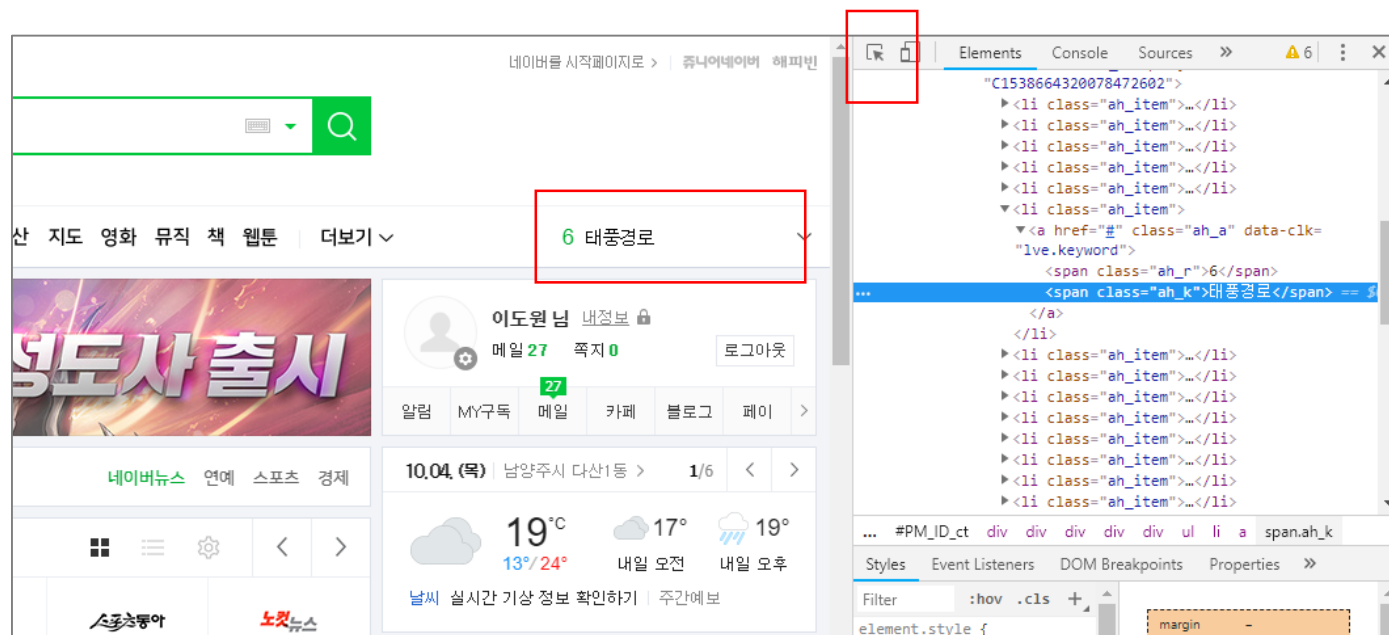 네이버를 시작페이지로 > 쥬니어네이버 해피빈
산 지도 영화 뮤직 책 웹툰 더보기
6 태풍경로
성도사 출시
이도원 님 내정보
메일 27 쪽지 0 로그아웃
27
알림 MY구독 메일 카페 블로그 페이
네이버뉴스 연예 스포츠 경제
10.04. (목) 남양주시 다산1동 > 1/6
19°C 17° 19°
13°/ 24° 내일 오전 내일 오후
날씨 실시간 기상 정보 확인하기 주간예보
스포츠동아 노컷뉴스
Elements Console Sources » 6
"C1538664320078472602">
<li class="ah_item">…</li>
<li class="ah_item">…</li>
<li class="ah_item">…</li>
<li class="ah_item">…</li>
<li class="ah_item">…</li>
<li class="ah_item">
<a href="#" class="ah_a" data-clk=
"lve.keyword">
<span class="ah_r">6</span>
… <span class="ah_k">태풍경로</span> ==
</a>
</li>
<li class="ah_item">…</li>
<li class="ah_item">…</li>
<li class="ah_item">…</li>
<li class="ah_item">…</li>
<li class="ah_item">…</li>
<li class="ah_item">…</li>
<li class="ah_item">…</li>
<li class="ah_item">…</li>
... #PM_ID_ct div div div div div ul li a span.ah_k
Styles Event Listeners DOM Breakpoints Properties »
Filter :hov .cls +
element.style {
margin -